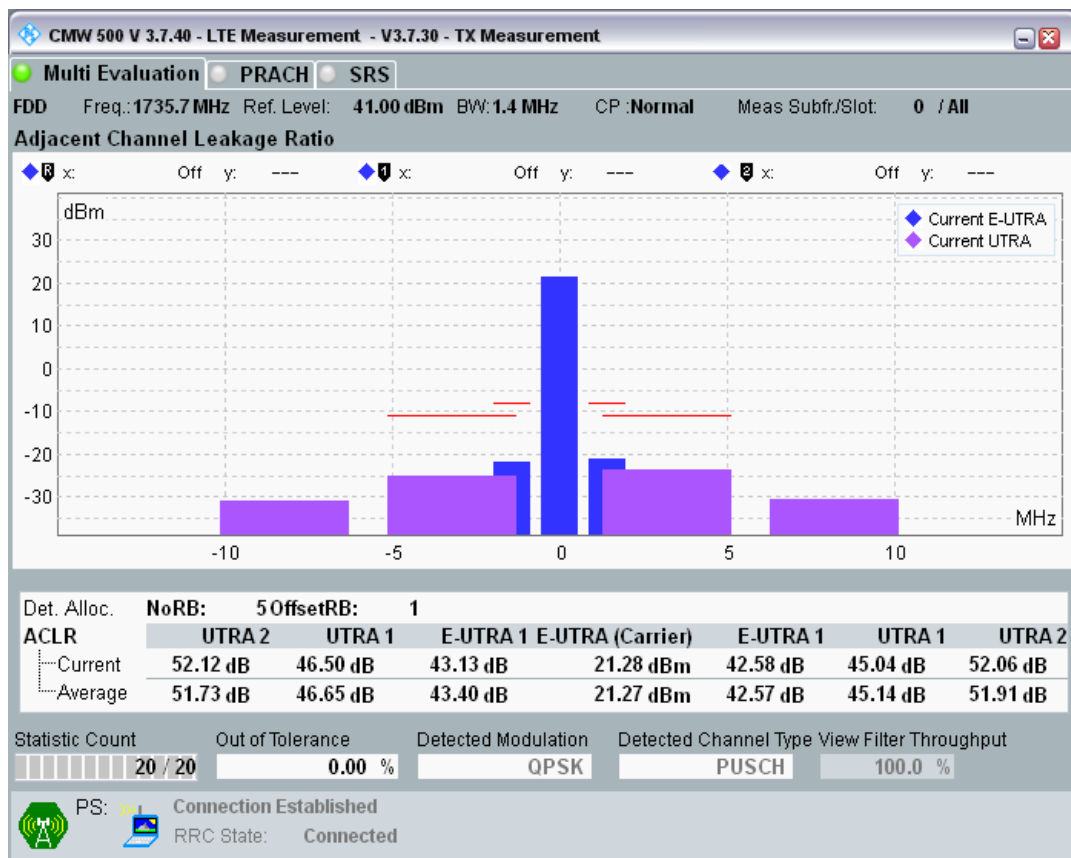 CMW 500 V 3.7.40 - LTE Measurement - V3.7.30 - TX Measurement
Multi Evaluation PRACH SRS
FDD Freq.: 1735.7 MHz Ref. Level: 41.00 dBm BW: 1.4 MHz CP :Normal Meas Subfr./Slot: 0 / All
Adjacent Channel Leakage Ratio
R x: Off y: --- 1 x: Off y: --- 2 x: Off y: ---
dBm
Current E-UTRA
Current UTRA
30
20
10
0
-10
-20
-30
MHz
-10 -5 0 5 10
Det. Alloc. NoRB: 5 OffsetRB: 1
ACLR UTRA 2 UTRA 1 E-UTRA 1 E-UTRA (Carrier) E-UTRA 1 UTRA 1 UTRA 2
Current 52.12 dB 46.50 dB 43.13 dB 21.28 dBm 42.58 dB 45.04 dB 52.06 dB
Average 51.73 dB 46.65 dB 43.40 dB 21.27 dBm 42.57 dB 45.14 dB 51.91 dB
Statistic Count Out of Tolerance Detected Modulation Detected Channel Type View Filter Throughput
20 / 20 0.00 % QPSK PUSCH 100.0 %
PS: Connection Established
RRC State: Connected